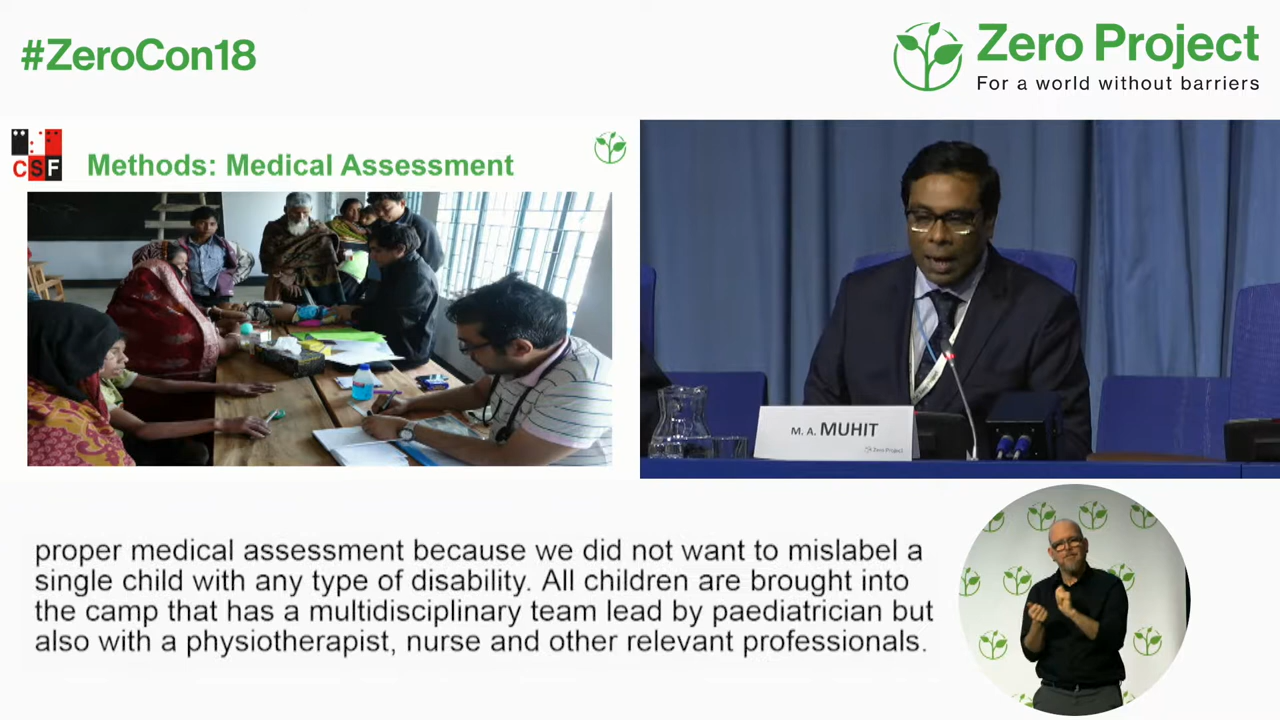 #ZeroCon18
Zero Project
For a world without barriers
CSF
Methods: Medical Assessment
M. A. MUHIT
Zero Project
proper medical assessment because we did not want to mislabel a
single child with any type of disability. All children are brought into
the camp that has a multidisciplinary team lead by paediatrician but
also with a physiotherapist, nurse and other relevant professionals.